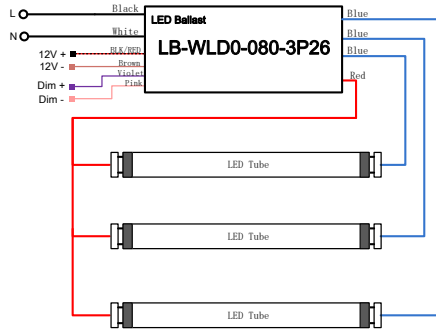 L
Black
LED Ballast
Blue
N
White
LB-WLD0-080-3P26
Blue
12V +
BLK/RED
Blue
12V -
Brown
Violet
Red
Dim +
Pink
Dim -
LED Tube
LED Tube
LED Tube